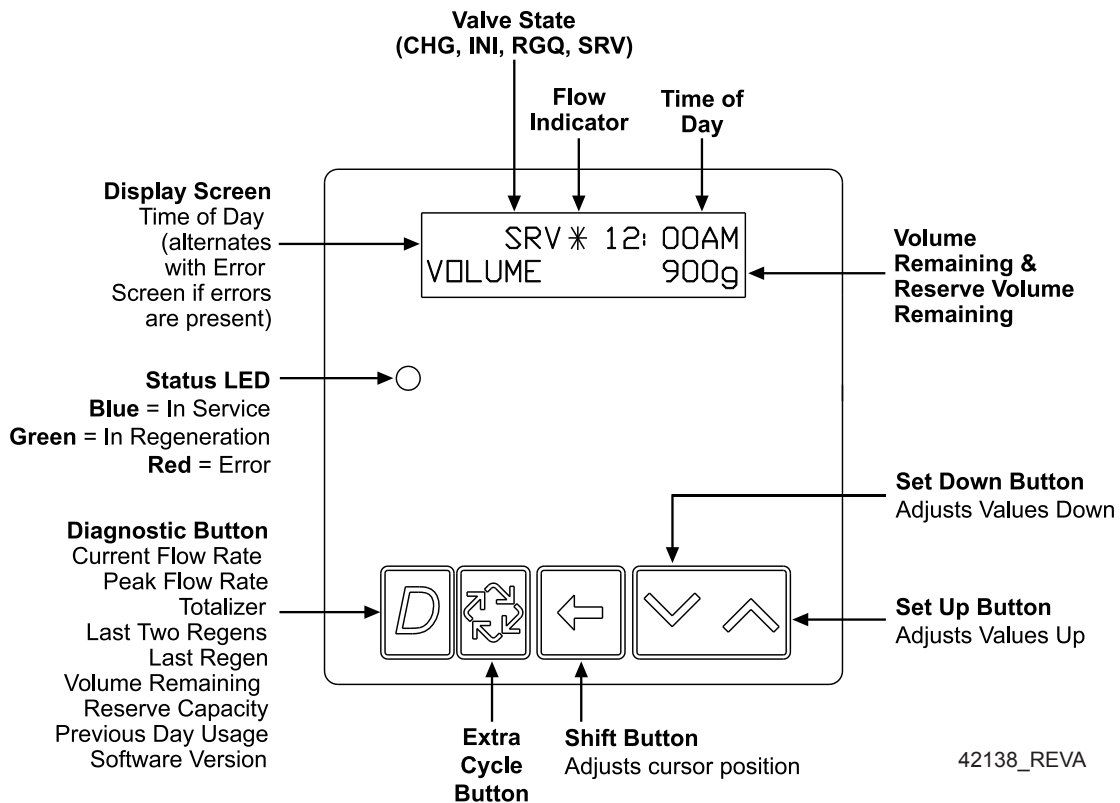 Valve State
(CHG, INI, RGQ, SRV)
Flow
Indicator
Time of
Day
Display Screen
Time of Day
(alternates
with Error
Screen if errors
are present)
SRV * 12:00AM
VOLUME 900g
Volume
Remaining &
Reserve Volume
Remaining
Status LED
Blue = In Service
Green = In Regeneration
Red = Error
Set Down Button
Adjusts Values Down
Diagnostic Button
Current Flow Rate
Peak Flow Rate
Totalizer
Last Two Regens
Last Regen
Volume Remaining
Reserve Capacity
Previous Day Usage
Software Version
D
Set Up Button
Adjusts Values Up
Extra
Cycle
Button
Shift Button
Adjusts cursor position
42138_REVA